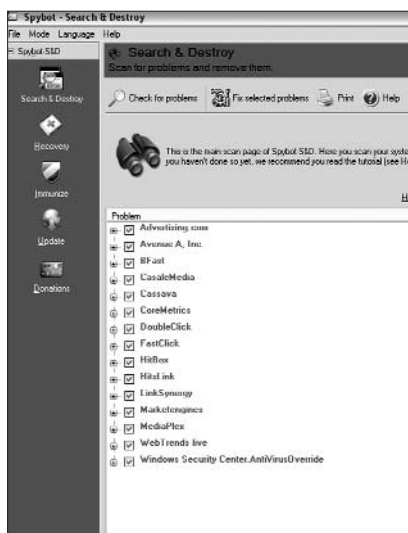 Spybot - Search & Destroy
File Mode Language Help
Spybot-S&D
Search & Destroy
Recovery
Immunize
Update
Donations
Search & Destroy
Scan for problems and remove them.
Check for problems Fix selected problems Print Help
This is the main scan page of Spybot S&D. Here you scan your syste
you haven't done so yet, we recommend you read the tutorial (see He
Problem
Advertising.com
Avenue A, Inc.
BFast
CasaleMedia
Cassava
CoreMetrics
DoubleClick
FastClick
HitBox
HitsLink
LinkSynergy
Marketengines
MediaPlex
WebTrends live
Windows Security Center.AntiVirusOverride